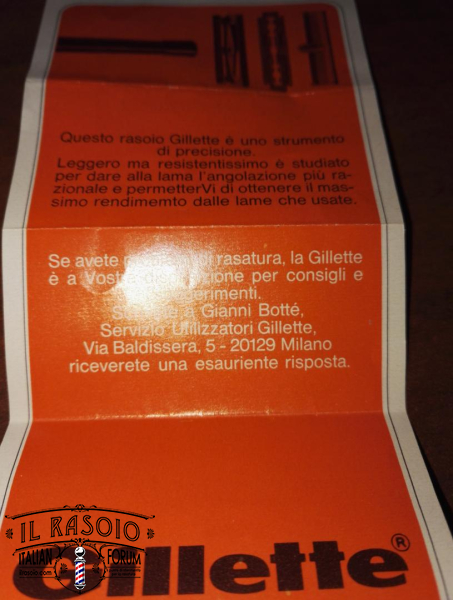 Questo rasoio Gillette è uno strumento
di precisione.
Leggero ma resistentissimo è studiato
per dare alla lama l'angolazione più ra-
zionale e permetterVi di ottenere il mas-
simo rendimemto dalle lame che usate.
Se avete di rasatura, la Gillette
è a Vostra disposizione per consigli e
a Gianni Botté,
Servizio Utilizzatori Gillette,
Via Baldissera, 5 - 20129 Milano
riceverete una esauriente risposta.
Gillette®
IL RASOIO
ITALIAN FORUM